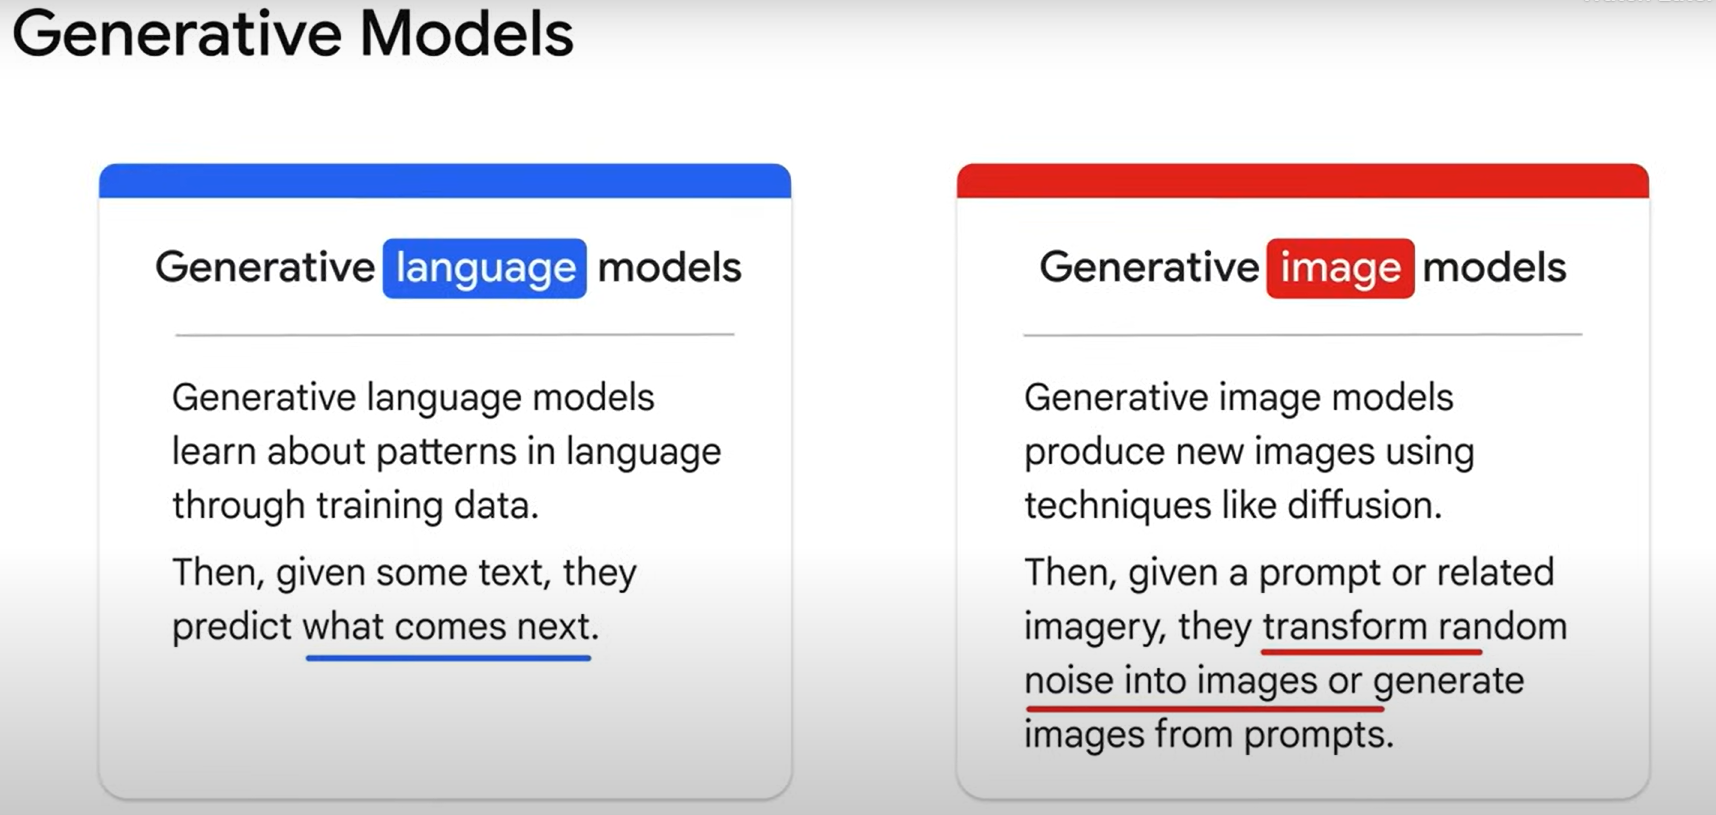 Generative Models
Generative language models
Generative language models
learn about patterns in language
through training data.
Then, given some text, they
predict what comes next.
Generative image models
Generative image models
produce new images using
techniques like diffusion.
Then, given a prompt or related
imagery, they transform random
noise into images or generate
images from prompts.